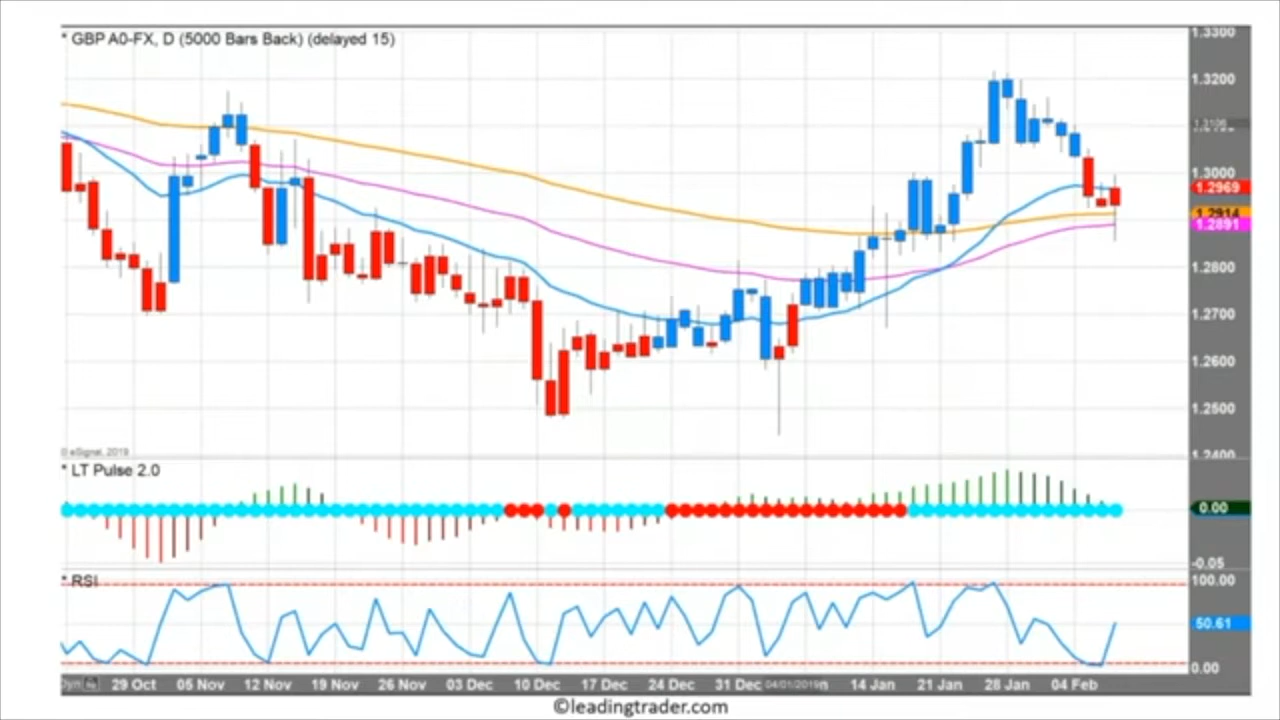 * GBP A0-FX, D (5000 Bars Back) (delayed 15)
1.3300
1.3200
1.3000
1.2969
1.2914
1.2891
1.2800
1.2700
1.2600
1.2500
1.2400
© eSignal, 2019
* LT Pulse 2.0
0.00
-0.05
* RSI
100.00
50.61
0.00
Dyn 29 Oct 05 Nov 12 Nov 19 Nov 26 Nov 03 Dec 10 Dec 17 Dec 24 Dec 31 Dec 04/01/2019 14 Jan 21 Jan 28 Jan 04 Feb
©leadingtrader.com